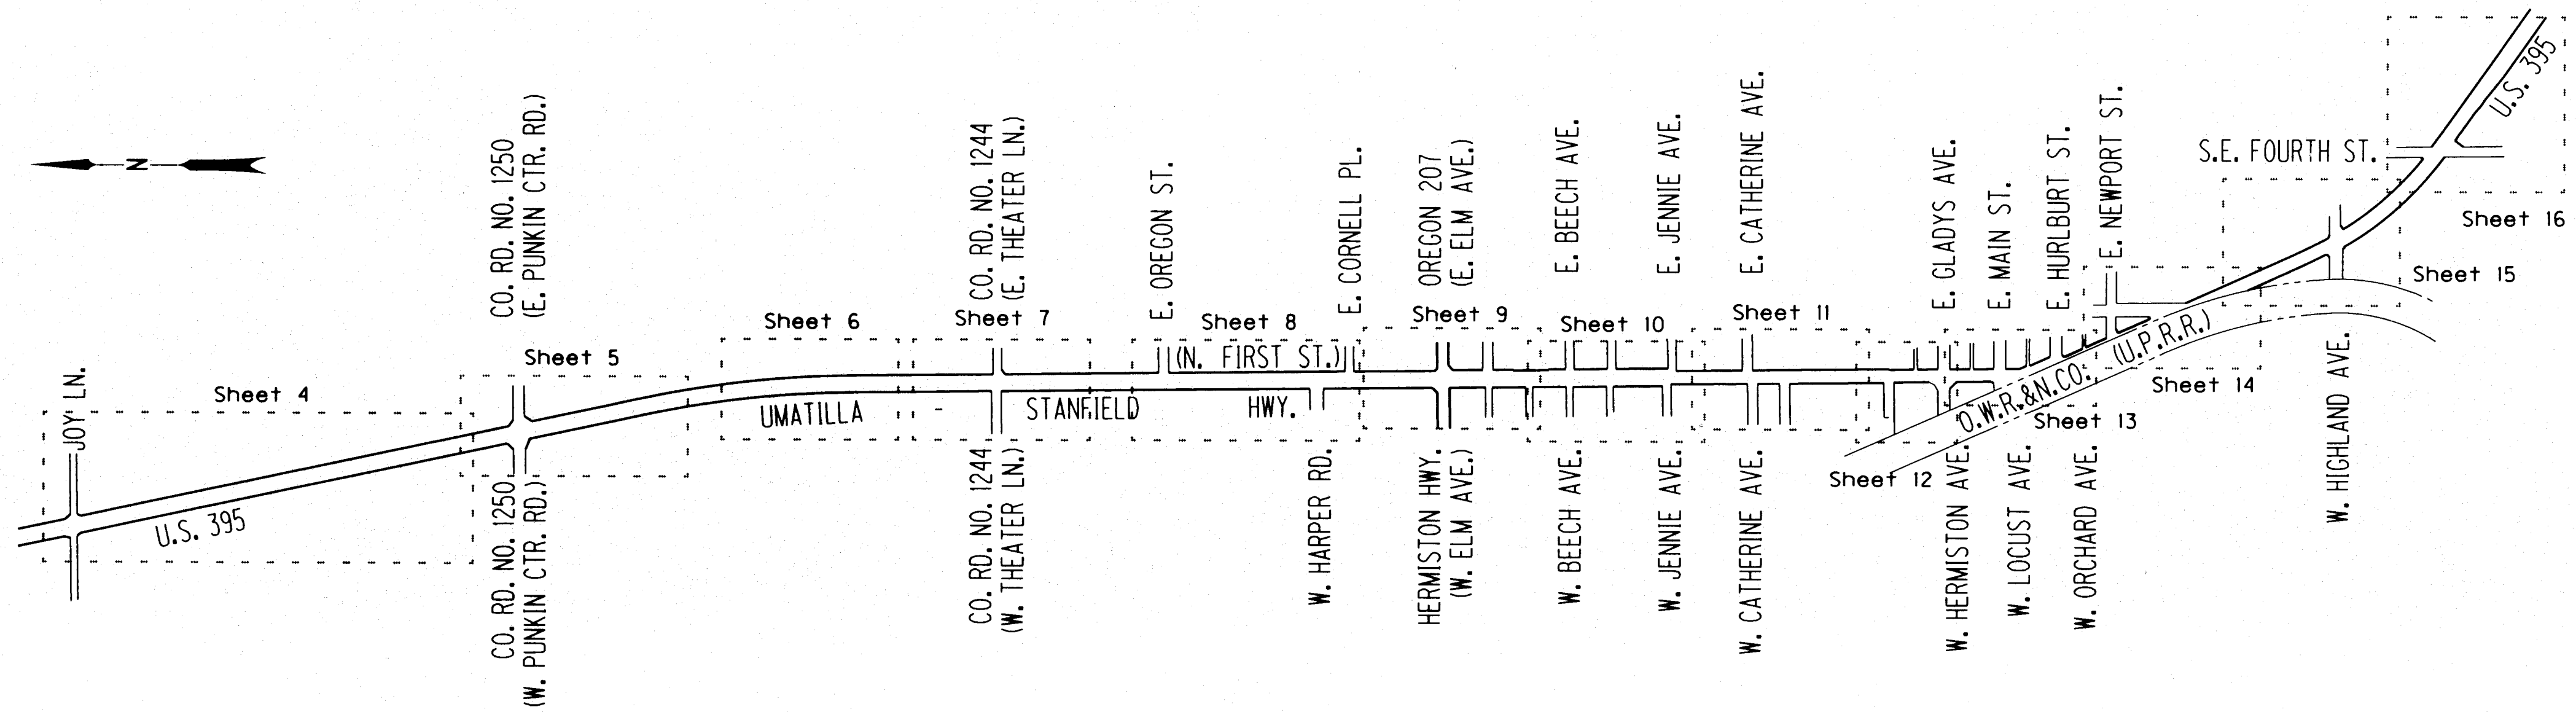 N
JOY LN.
Sheet 4
U.S. 395
CO. RD. NO. 1250
(E. PUNKIN CTR. RD.)
Sheet 5
CO. RD. NO. 1250
(W. PUNKIN CTR. RD.)
Sheet 6
UMATILLA
-
STANFIELD
HWY.
CO. RD. NO. 1244
(E. THEATER LN.)
Sheet 7
CO. RD. NO. 1244
(W. THEATER LN.)
E. OREGON ST.
Sheet 8
(N. FIRST ST.)
E. CORNELL PL.
W. HARPER RD.
OREGON 207
(E. ELM AVE.)
Sheet 9
HERMISTON HWY.
(W. ELM AVE.)
E. BEECH AVE.
Sheet 10
W. BEECH AVE.
E. JENNIE AVE.
W. JENNIE AVE.
E. CATHERINE AVE.
Sheet 11
W. CATHERINE AVE.
Sheet 12
E. GLADYS AVE.
E. MAIN ST.
E. HURLBURT ST.
E. NEWPORT ST.
O.W.R.&N.CO.
(U.P.R.R.)
Sheet 13
W. HERMISTON AVE.
W. LOCUST AVE.
W. ORCHARD AVE.
Sheet 14
S.E. FOURTH ST.
U.S. 395
Sheet 16
Sheet 15
W. HIGHLAND AVE.